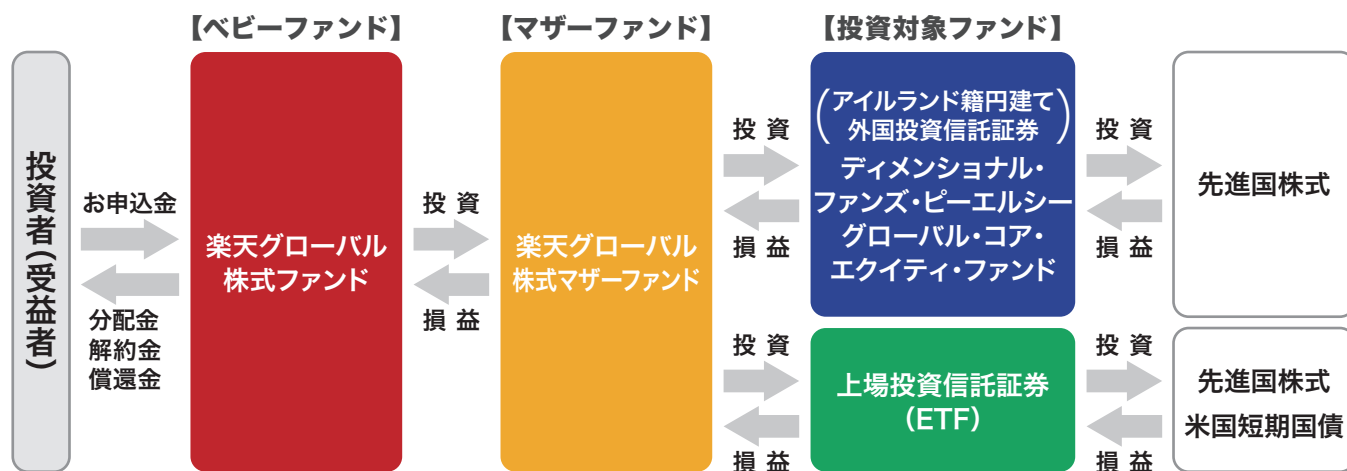 【ベビーファンド】
【マザーファンド】
【投資対象ファンド】
投資者(受益者)
お申込金
分配金
解約金
償還金
楽天グローバル
株式ファンド
投資
損益
楽天グローバル
株式マザーファンド
投資
損益
(アイルランド籍円建て
外国投資信託証券)
ディメンショナル・
ファンズ・ピーエルシー
グローバル・コア・
エクイティ・ファンド
投資
損益
先進国株式
投資
損益
上場投資信託証券
(ETF)
投資
損益
先進国株式
米国短期国債